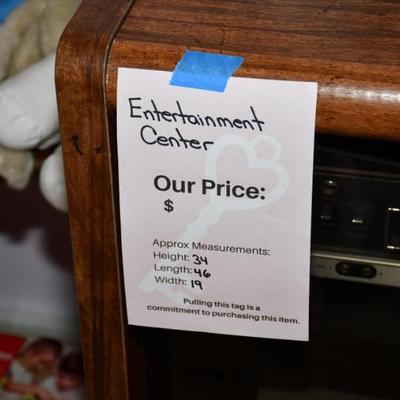 Entertainment
Center
Our Price:
$
Approx Measurements:
Height: 34
Length: 46
Width: 19
Pulling this tag is a
commitment to purchasing this item.